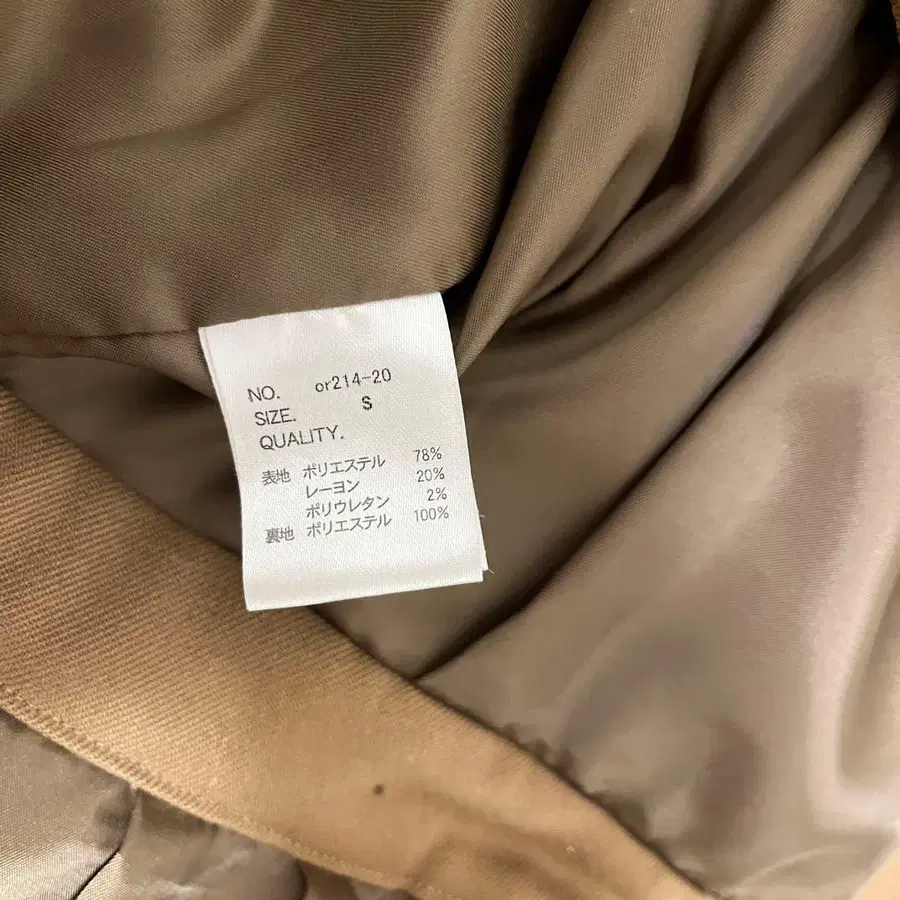 NO. or214-20
SIZE. S
QUALITY.
表地 ポリエステル 78%
レーヨン 20%
ポリウレタン 2%
裏地 ポリエステル 100%